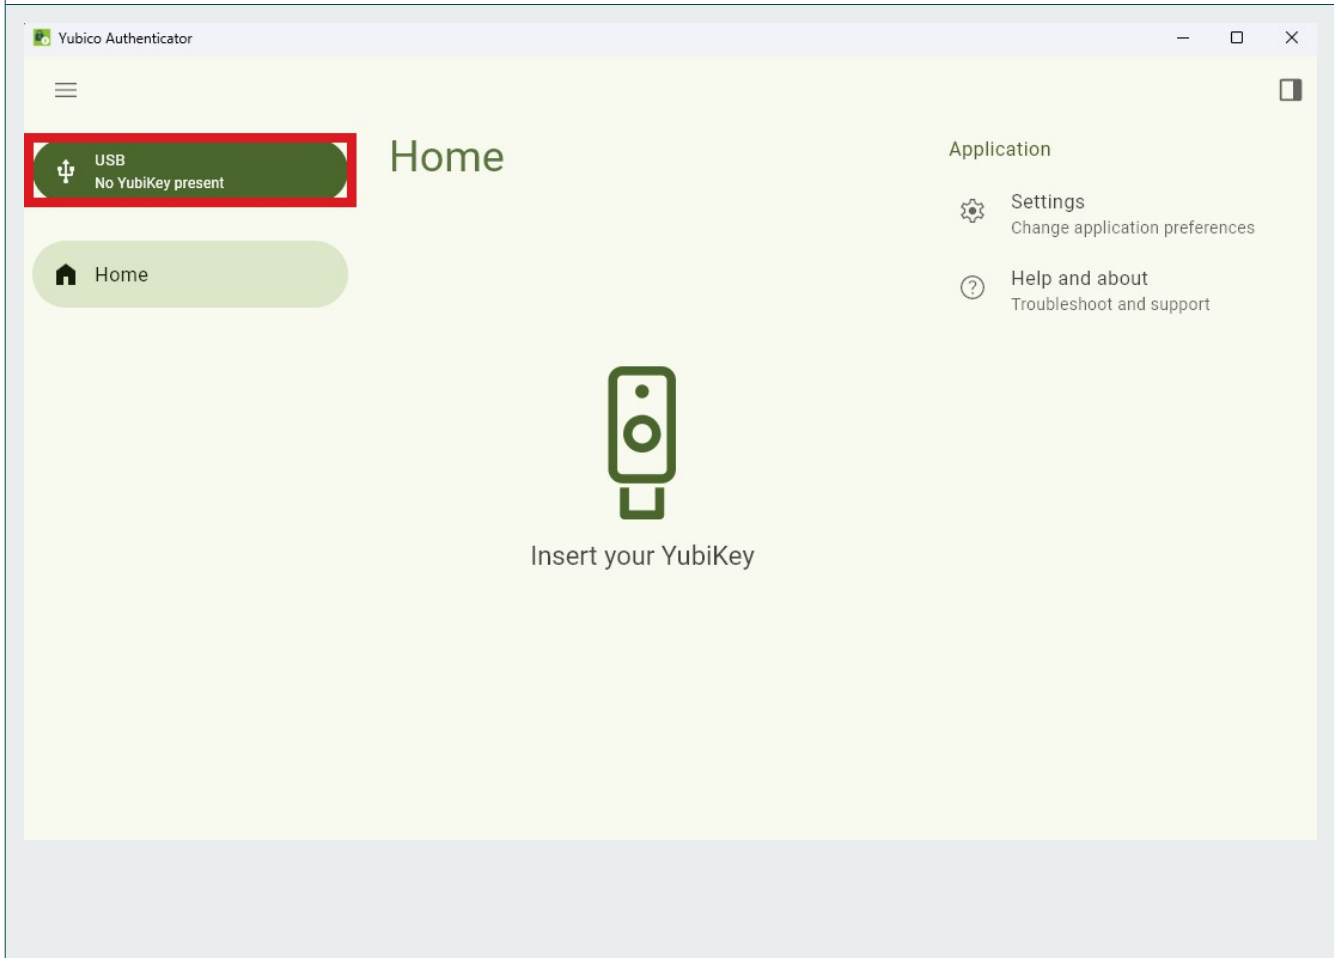 Yubico Authenticator
USB
No YubiKey present
Home
Home
Application
Settings
Change application preferences
Help and about
Troubleshoot and support
Insert your YubiKey